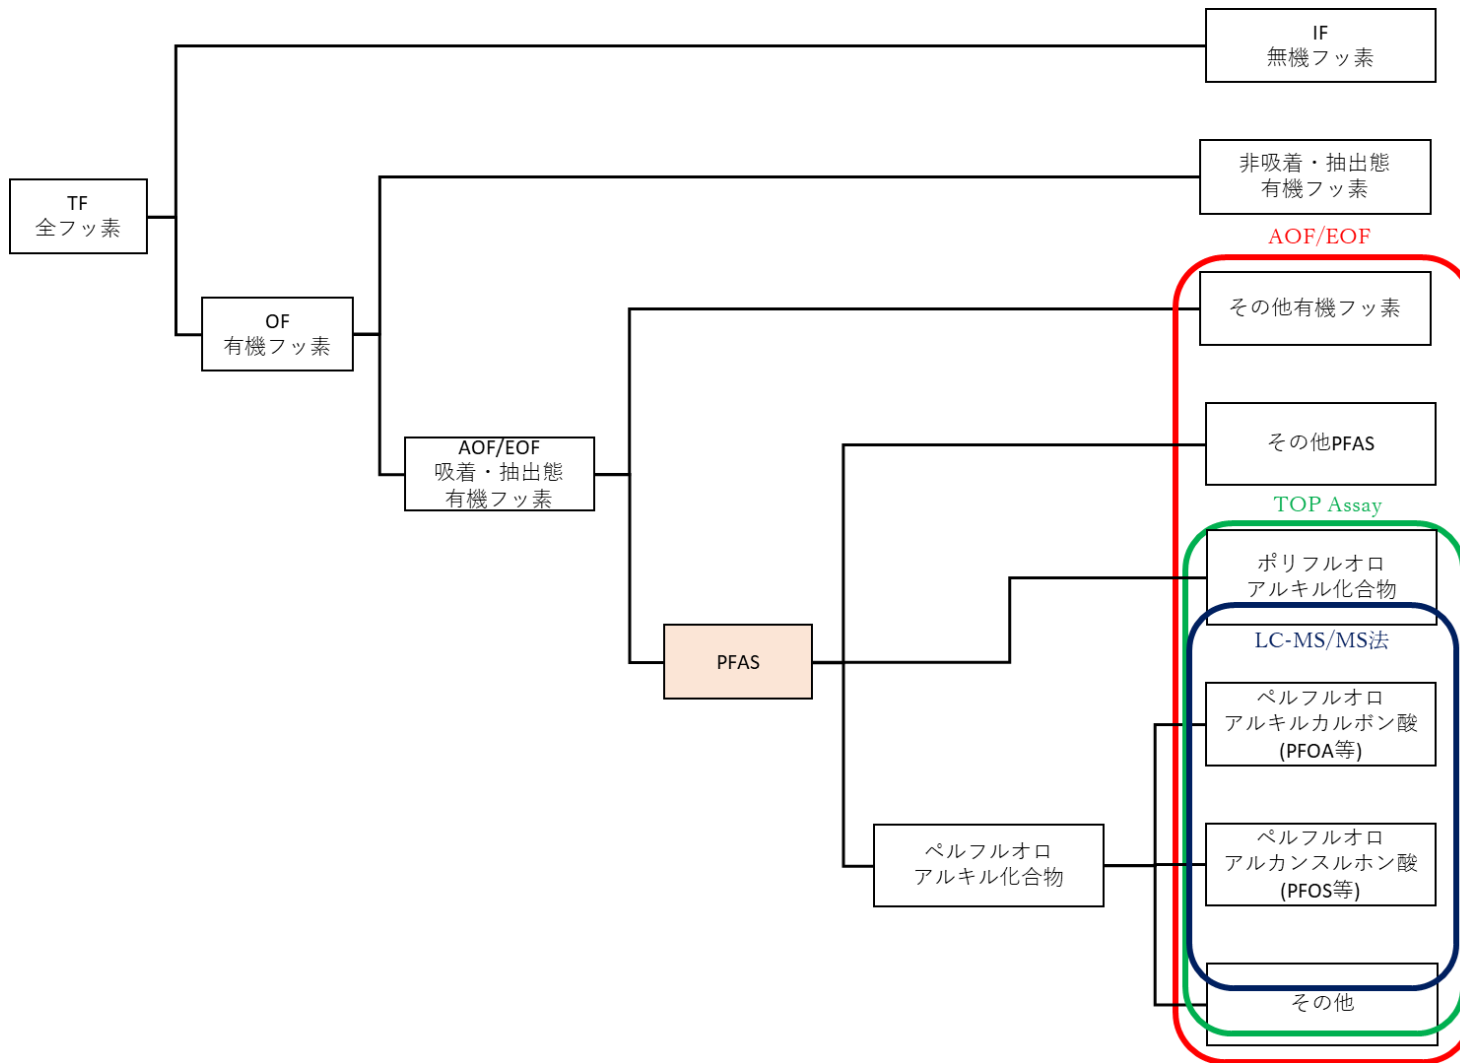 IF
無機フッ素
非吸着・抽出態
有機フッ素
TF
全フッ素
AOF/EOF
その他有機フッ素
OF
有機フッ素
その他PFAS
AOF/EOF
吸着・抽出態
有機フッ素
TOP Assay
ポリフルオロ
アルキル化合物
LC-MS/MS法
PFAS
ペルフルオロ
アルキルカルボン酸
(PFOA等)
ペルフルオロ
アルキル化合物
ペルフルオロ
アルカンスルホン酸
(PFOS等)
その他